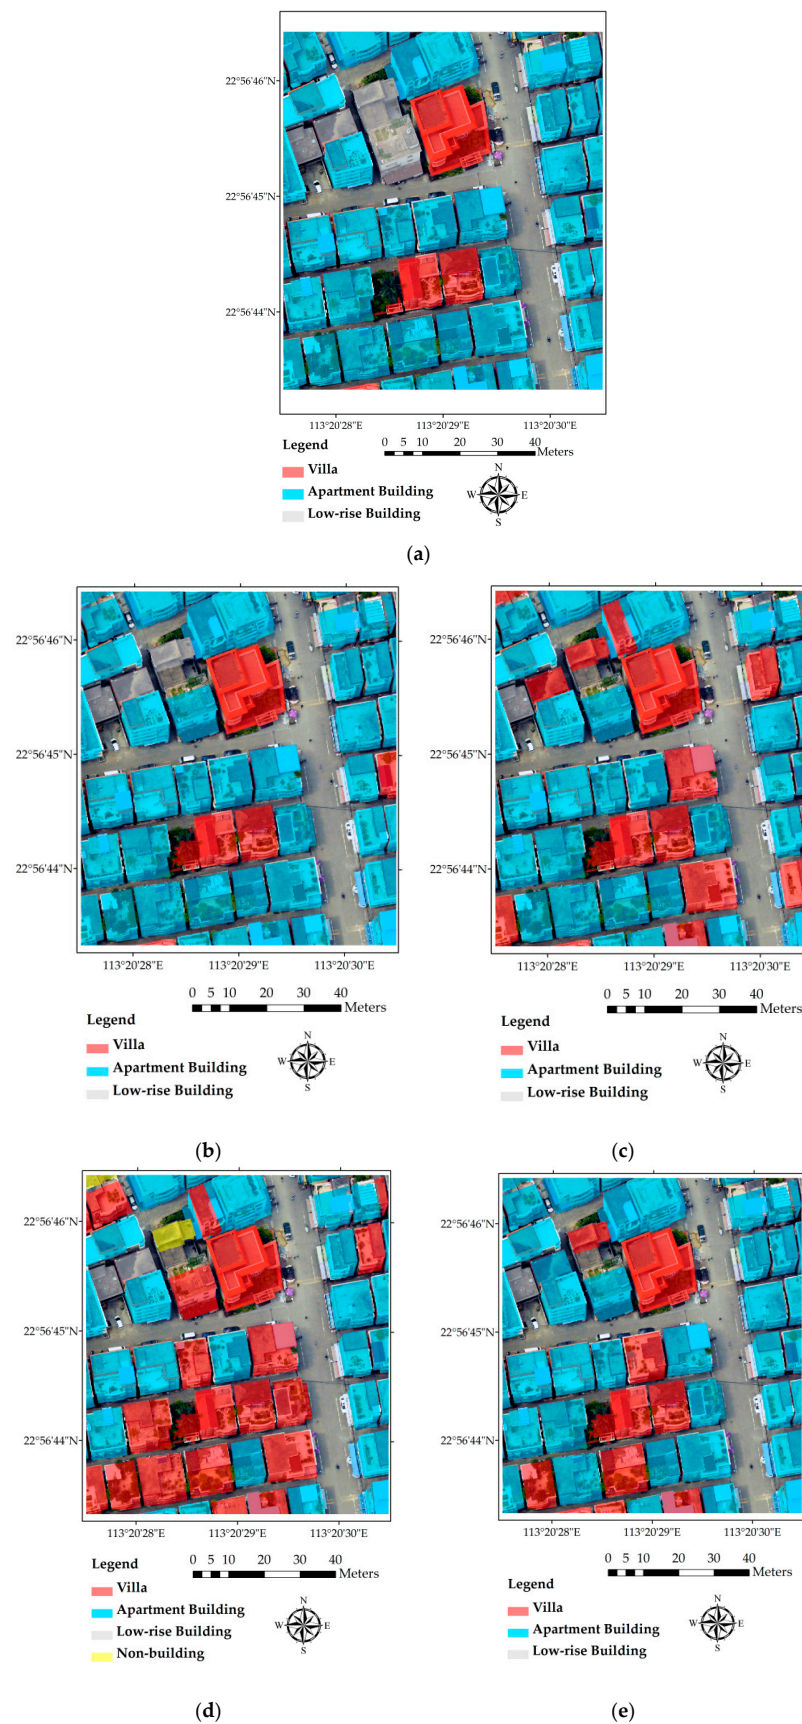 22°56'46"N
22°56'45"N
22°56'44"N
113°20'28"E 113°20'29"E 113°20'30"E
Legend
0 5 10 20 30 40
Meters
Villa
Apartment Building
Low-rise Building
N
W E
S
(a)
22°56'46"N
22°56'45"N
22°56'44"N
113°20'28"E 113°20'29"E 113°20'30"E
0 5 10 20 30 40
Meters
Legend
Villa
Apartment Building
Low-rise Building
N
W E
S
(b)
22°56'46"N
22°56'45"N
22°56'44"N
113°20'28"E 113°20'29"E 113°20'30"E
0 5 10 20 30 40
Meters
Legend
Villa
Apartment Building
Low-rise Building
N
W E
S
(c)
22°56'46"N
22°56'45"N
22°56'44"N
113°20'28"E 113°20'29"E 113°20'30"E
0 5 10 20 30 40
Meters
Legend
Villa
Apartment Building
Low-rise Building
Non-building
N
W E
S
(d)
22°56'46"N
22°56'45"N
22°56'44"N
113°20'28"E 113°20'29"E 113°20'30"E
0 5 10 20 30 40
Meters
Legend
Villa
Apartment Building
Low-rise Building
N
W E
S
(e)